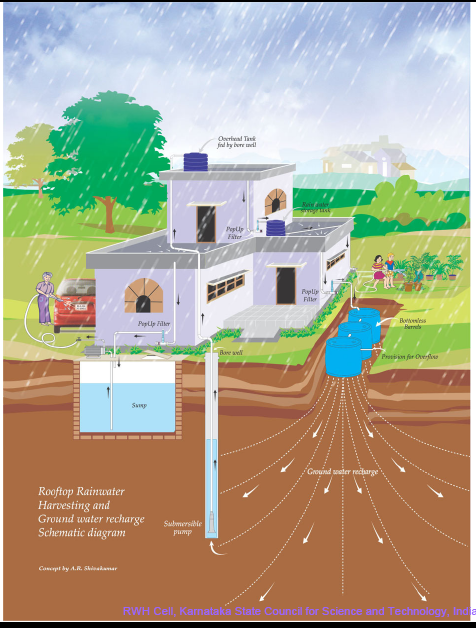 Overhead Tank
fed by bore well
Rain water
storage tank
PopUp
Filter
PopUp
Filter
PopUp Filter
Bottomless
Barrels
Bore well
Provision for Overflow
Sump
Ground water recharge
Rooftop Rainwater
Harvesting and
Ground water recharge
Schematic diagram
Submersible
pump
Concept by A.R. Shivakumar
RWH Cell, Karnataka State Council for Science and Technology, India